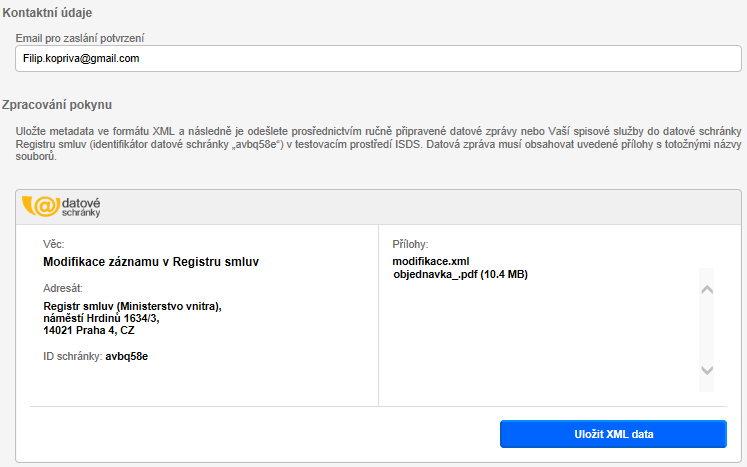 Kontaktní údaje
Email pro zaslání potvrzení
Filip.kopriva@gmail.com
Zpracování pokynu
Uložte metadata ve formátu XML a následně je odešlete prosřednictvím ručně připravené datové zprávy nebo Vaší spisové služby do datové schránky
Registru smluv (identifikátor datové schránky „avbq58e“) v testovacím prostředí ISDS. Datová zpráva musí obsahovat uvedené přílohy s totožnými názvy
souborů.
datové
schránky
Věc:
Modifikace záznamu v Registru smluv
Adresát:
Registr smluv (Ministerstvo vnitra),
náměstí Hrdinů 1634/3,
14021 Praha 4, CZ
ID schránky: avbq58e
Přílohy:
modifikace.xml
objednavka_.pdf (10.4 MB)
Uložit XML data